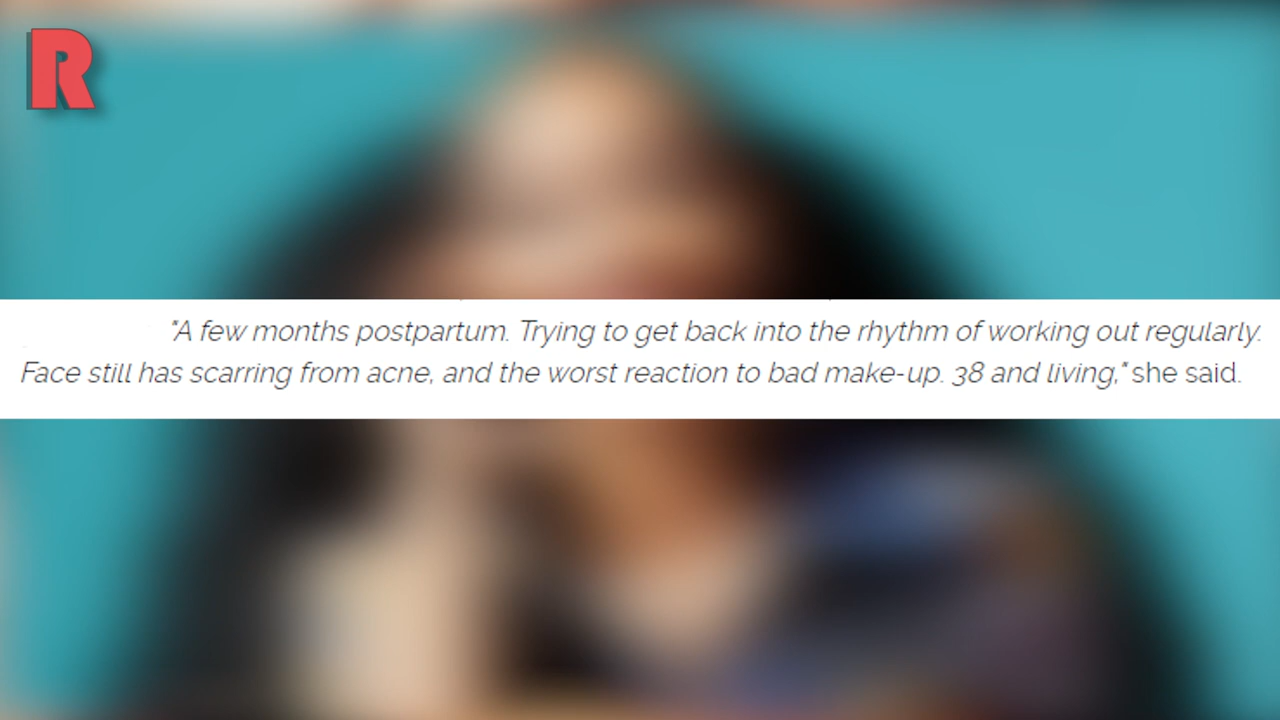 R
"A few months postpartum. Trying to get back into the rhythm of working out regularly.
Face still has scarring from acne, and the worst reaction to bad make-up. 38 and living," she said.